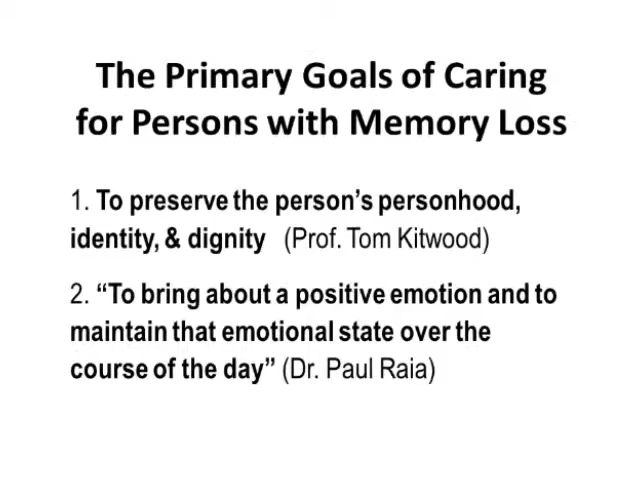 The Primary Goals of Caring
for Persons with Memory Loss
1. To preserve the person’s personhood,
identity, & dignity (Prof. Tom Kitwood)
2. “To bring about a positive emotion and to
maintain that emotional state over the
course of the day” (Dr. Paul Raia)